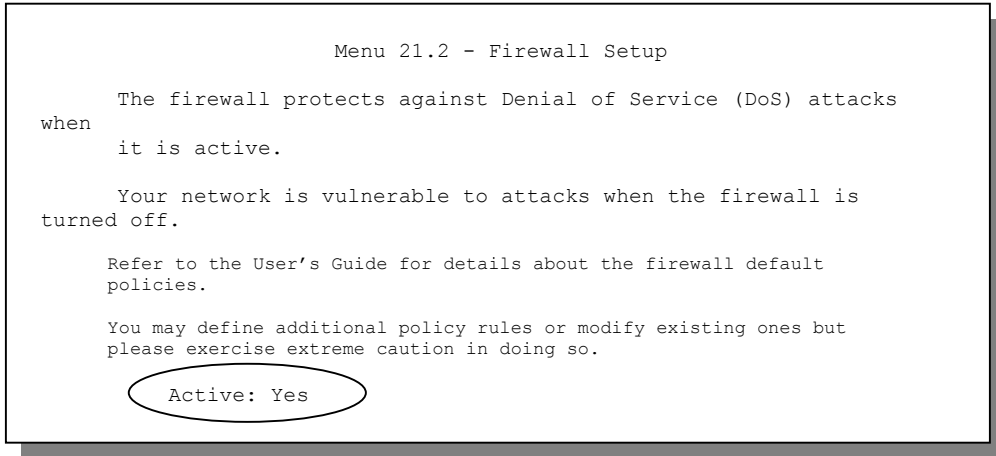 Menu 21.2 - Firewall Setup
The firewall protects against Denial of Service (DoS) attacks
when
it is active.
Your network is vulnerable to attacks when the firewall is
turned off.
Refer to the User’s Guide for details about the firewall default
policies.
You may define additional policy rules or modify existing ones but
please exercise extreme caution in doing so.
Active: Yes